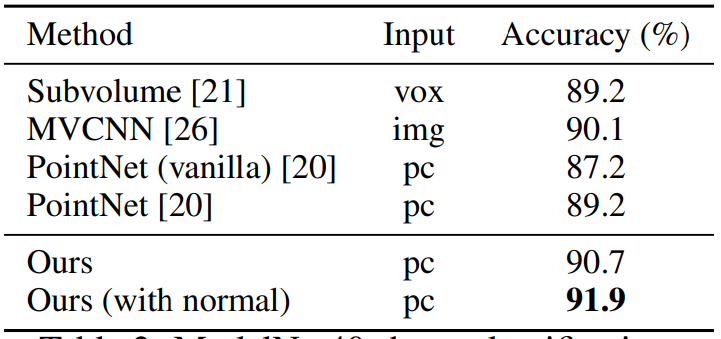 Method Input Accuracy (%)
Subvolume [21] vox 89.2
MVCNN [26] img 90.1
PointNet (vanilla) [20] pc 87.2
PointNet [20] pc 89.2
Ours pc 90.7
Ours (with normal) pc 91.9